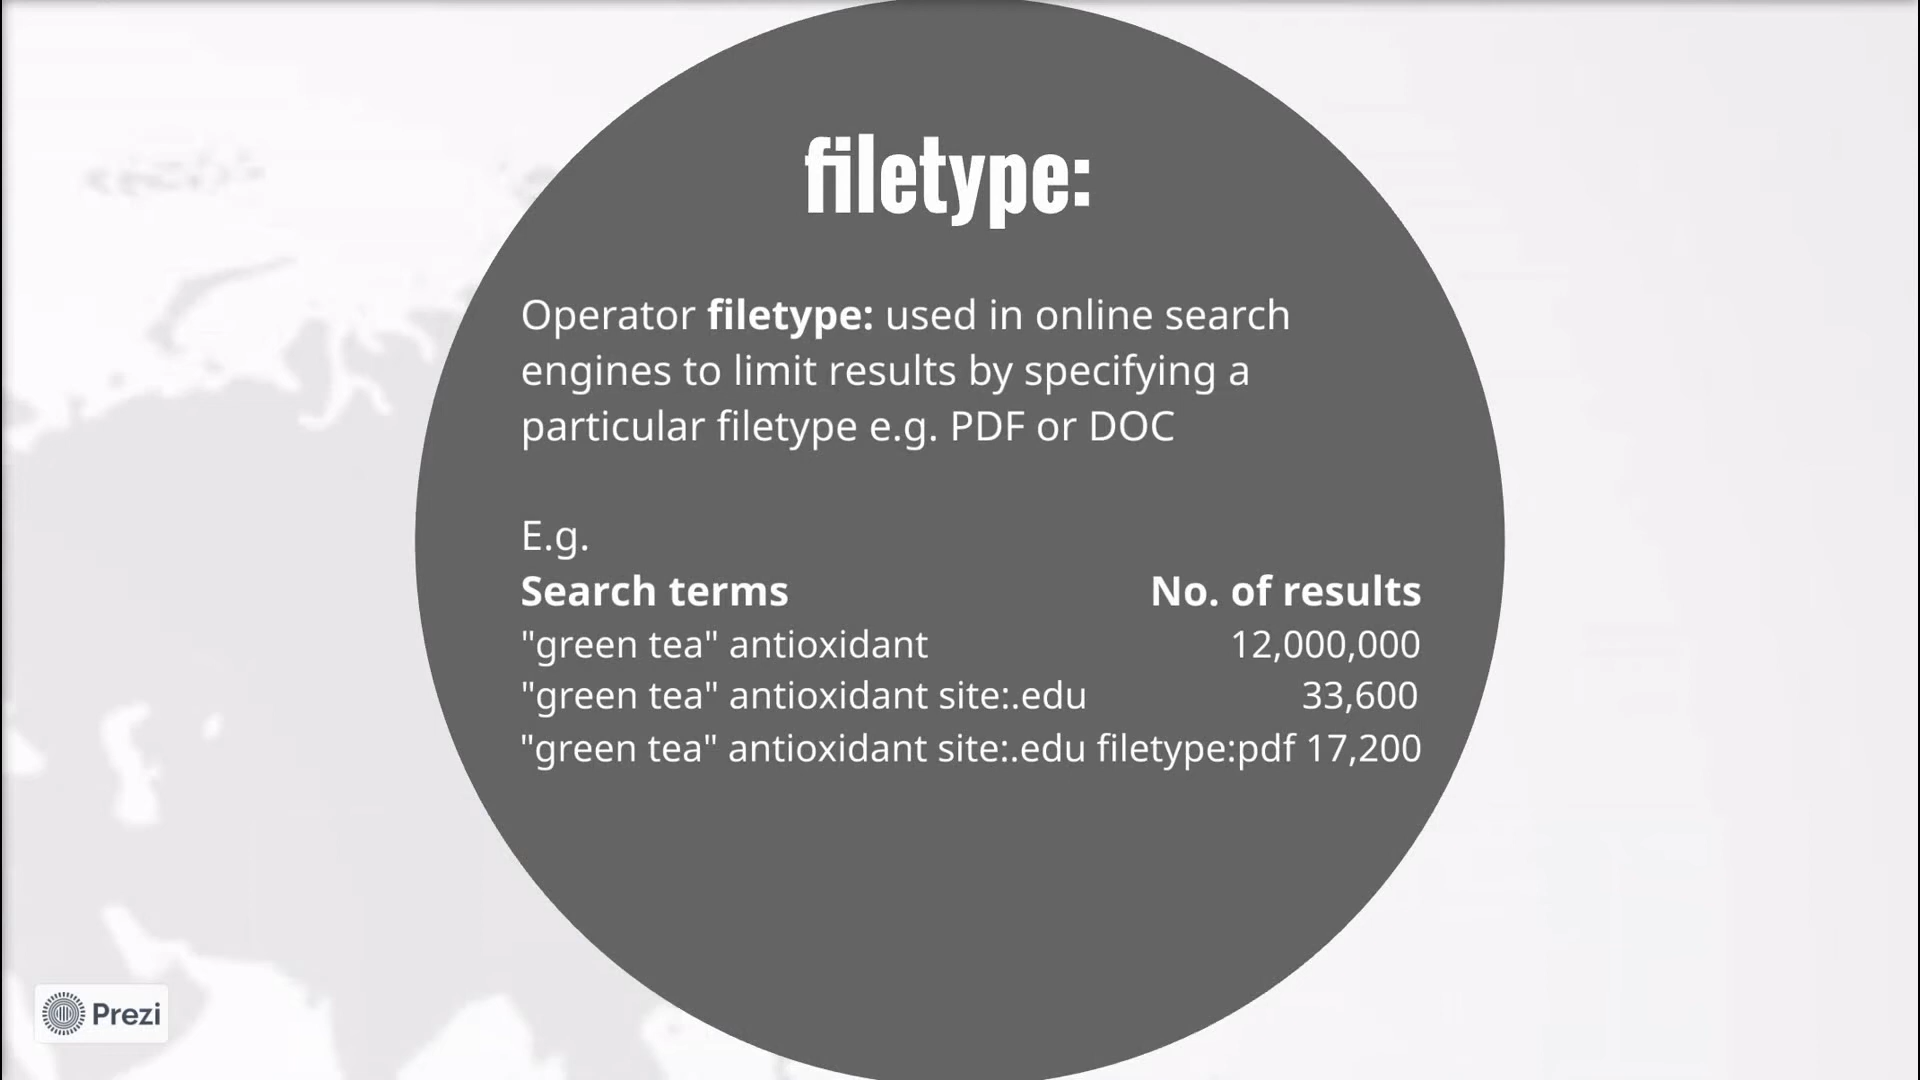 filetype:
Operator filetype: used in online search
engines to limit results by specifying a
particular filetype e.g. PDF or DOC
E.g.
Search terms No. of results
"green tea" antioxidant 12,000,000
"green tea" antioxidant site:.edu 33,600
"green tea" antioxidant site:.edu filetype:pdf 17,200
Prezi